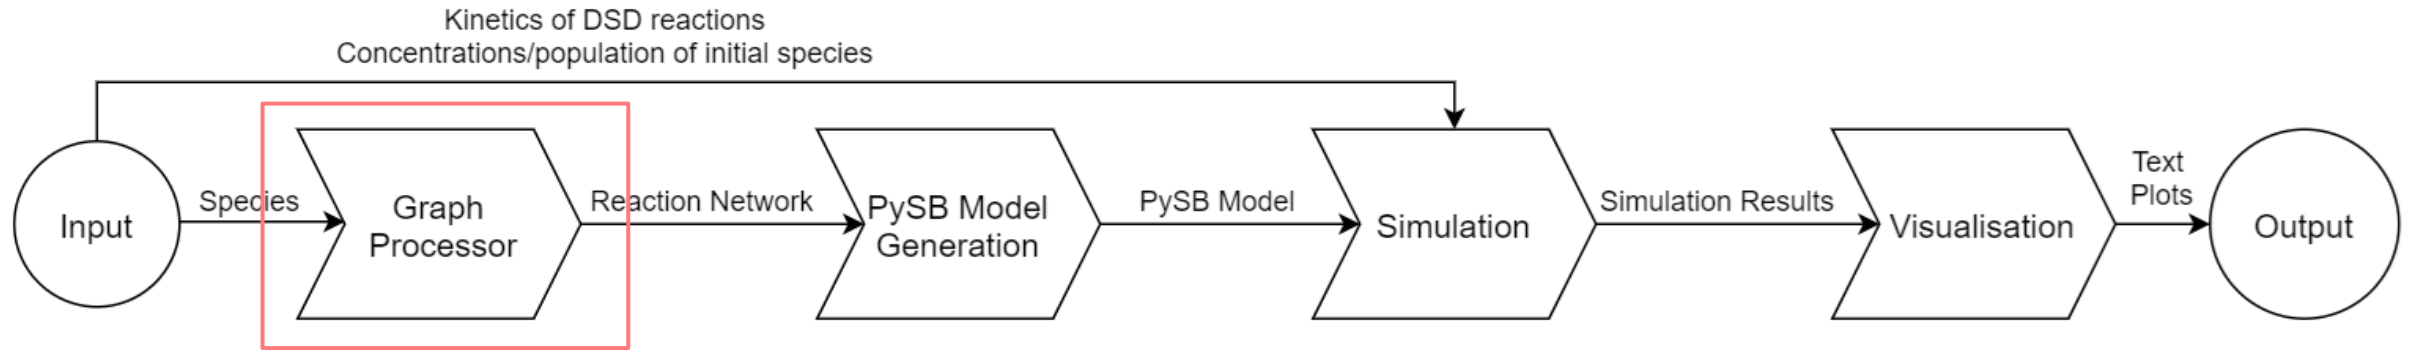 Kinetics of DSD reactions
Concentrations/population of initial species
Input
Species
Graph
Processor
Reaction Network
PySB Model
Generation
PySB Model
Simulation
Simulation Results
Visualisation
Text
Plots
Output